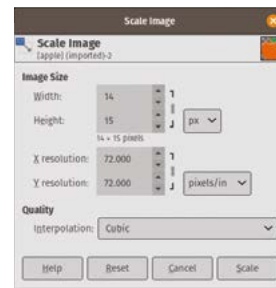 Scale Image
Scale Image
[apple] (imported)-2
Image Size
Width: 14
Height: 15 px
14 × 15 pixels
X resolution: 72.000
Y resolution: 72.000 pixels/in
Quality
Interpolation: Cubic
Help Reset Cancel Scale